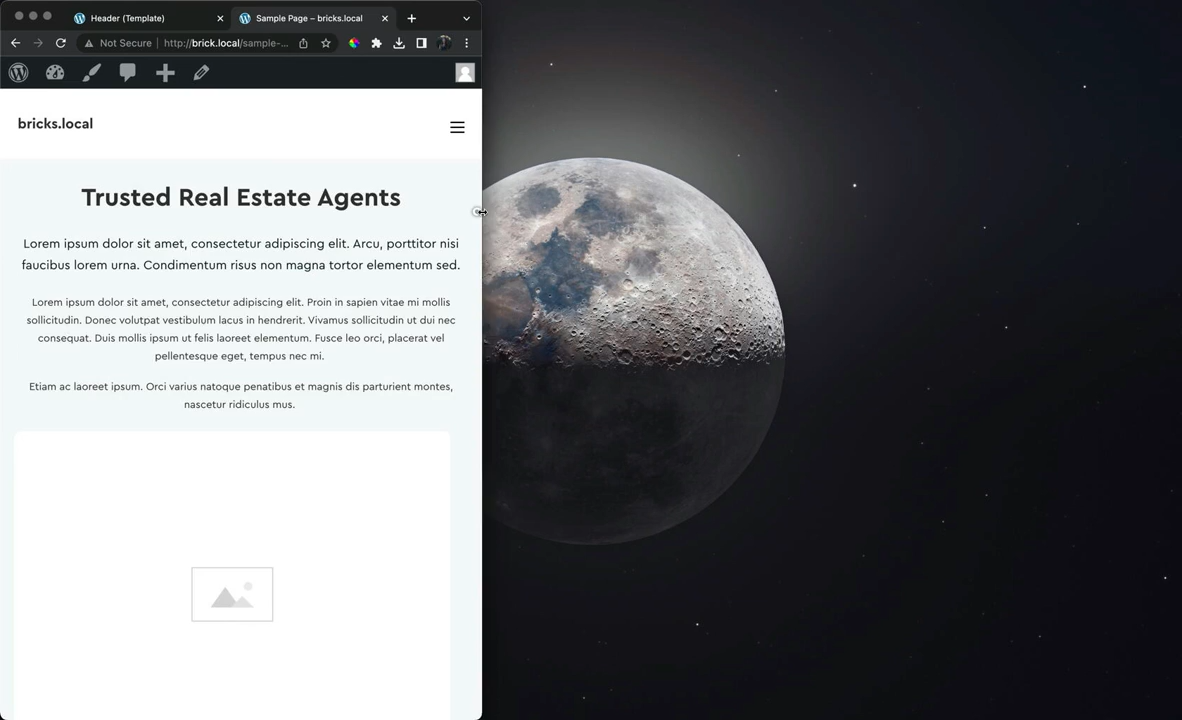 Header (Template)
Sample Page – bricks.local
Not Secure
http://brick.local/sample-...
bricks.local
Trusted Real Estate Agents
Lorem ipsum dolor sit amet, consectetur adipiscing elit. Arcu, porttitor nisi
faucibus lorem urna. Condimentum risus non magna tortor elementum sed.
Lorem ipsum dolor sit amet, consectetur adipiscing elit. Proin in sapien vitae mi mollis
sollicitudin. Donec volutpat vestibulum lacus in hendrerit. Vivamus sollicitudin ut dui nec
consequat. Duis mollis ipsum ut felis laoreet elementum. Fusce leo orci, placerat vel
pellentesque eget, tempus nec mi.
Etiam ac laoreet ipsum. Orci varius natoque penatibus et magnis dis parturient montes,
nascetur ridiculus mus.